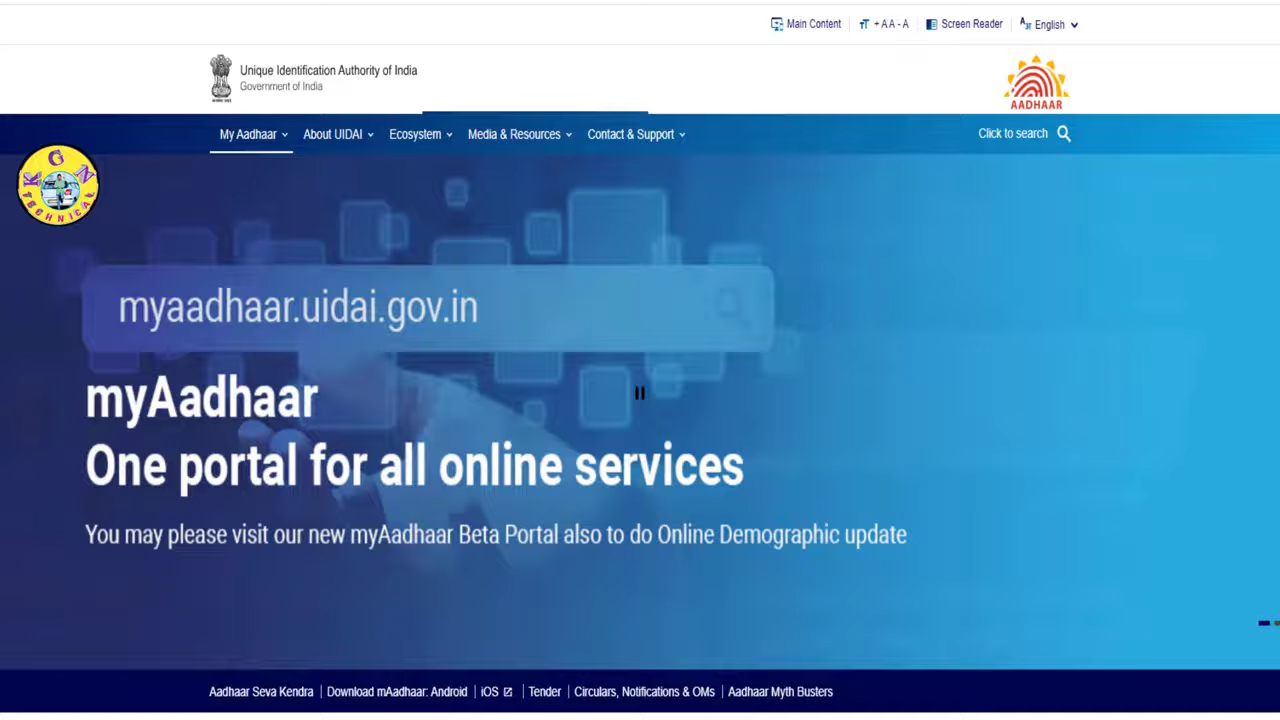 Main Content
+ A A - A
Screen Reader
English
Unique Identification Authority of India
Government of India
AADHAAR
My Aadhaar
About UIDAI
Ecosystem
Media & Resources
Contact & Support
Click to search
KGN
TECHNICAL
myaadhaar.uidai.gov.in
myAadhaar
One portal for all online services
You may please visit our new myAadhaar Beta Portal also to do Online Demographic update
Aadhaar Seva Kendra | Download mAadhaar: Android | iOS | Tender | Circulars, Notifications & OMs | Aadhaar Myth Busters